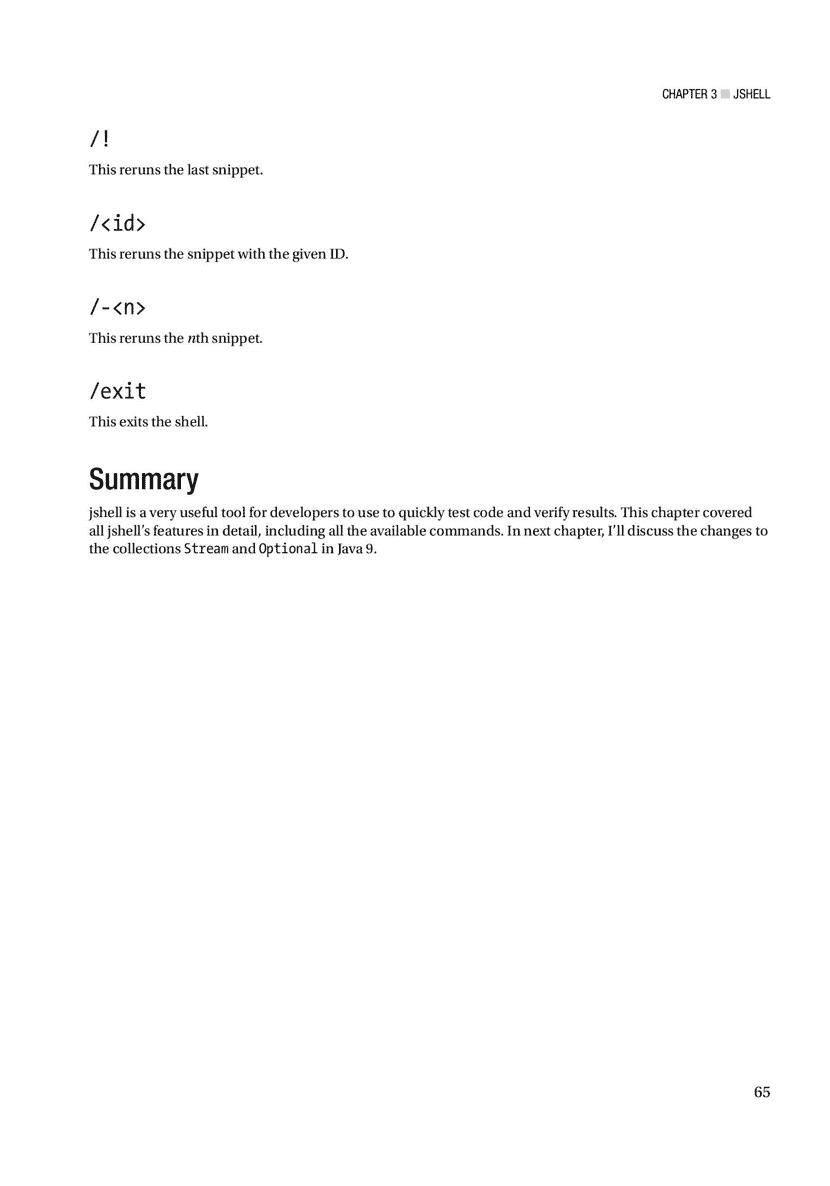 CHAPTER 3 ■ JSHELL
/!
This reruns the last snippet.
/<id>
This reruns the snippet with the given ID.
/-<n>
This reruns the nth snippet.
/exit
This exits the shell.
Summary
jshell is a very useful tool for developers to use to quickly test code and verify results. This chapter covered
all jshell’s features in detail, including all the available commands. In next chapter, I’ll discuss the changes to
the collections Stream and Optional in Java 9.
65